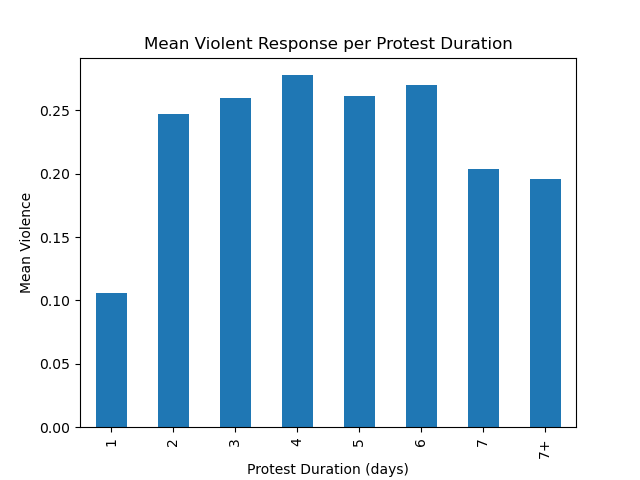 Mean Violent Response per Protest Duration
Mean Violence
0.25
0.20
0.15
0.10
0.05
0.00
1 2 3 4 5 6 7 7+
Protest Duration (days)